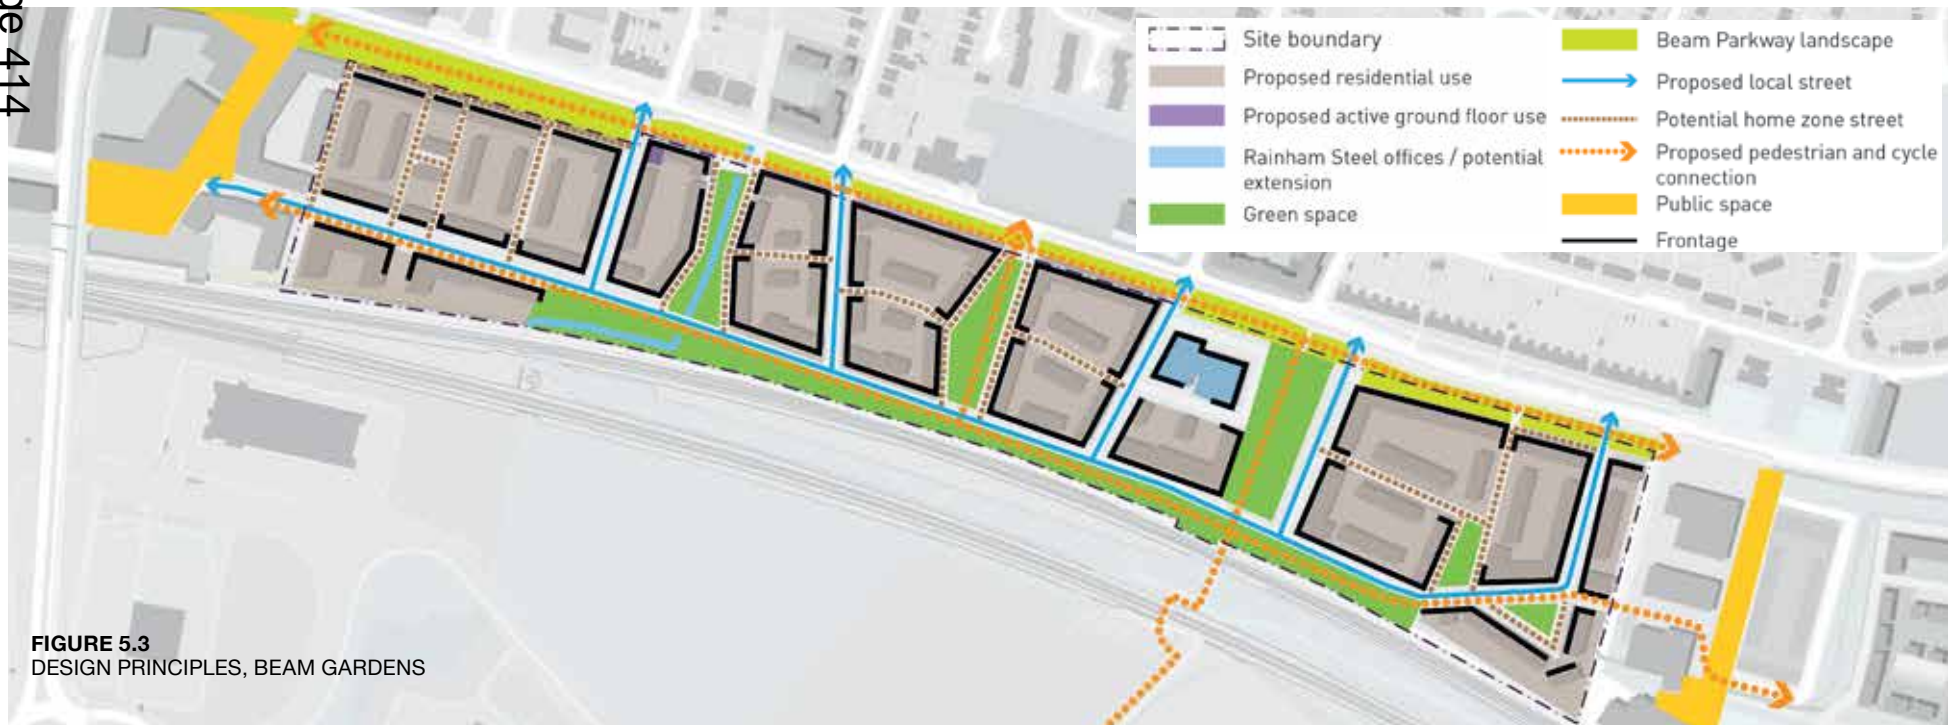 ge 414
Site boundary
Proposed residential use
Proposed active ground floor use
Rainham Steel offices / potential
extension
Green space
Beam Parkway landscape
Proposed local street
Potential home zone street
Proposed pedestrian and cycle
connection
Public space
Frontage
FIGURE 5.3
DESIGN PRINCIPLES, BEAM GARDENS